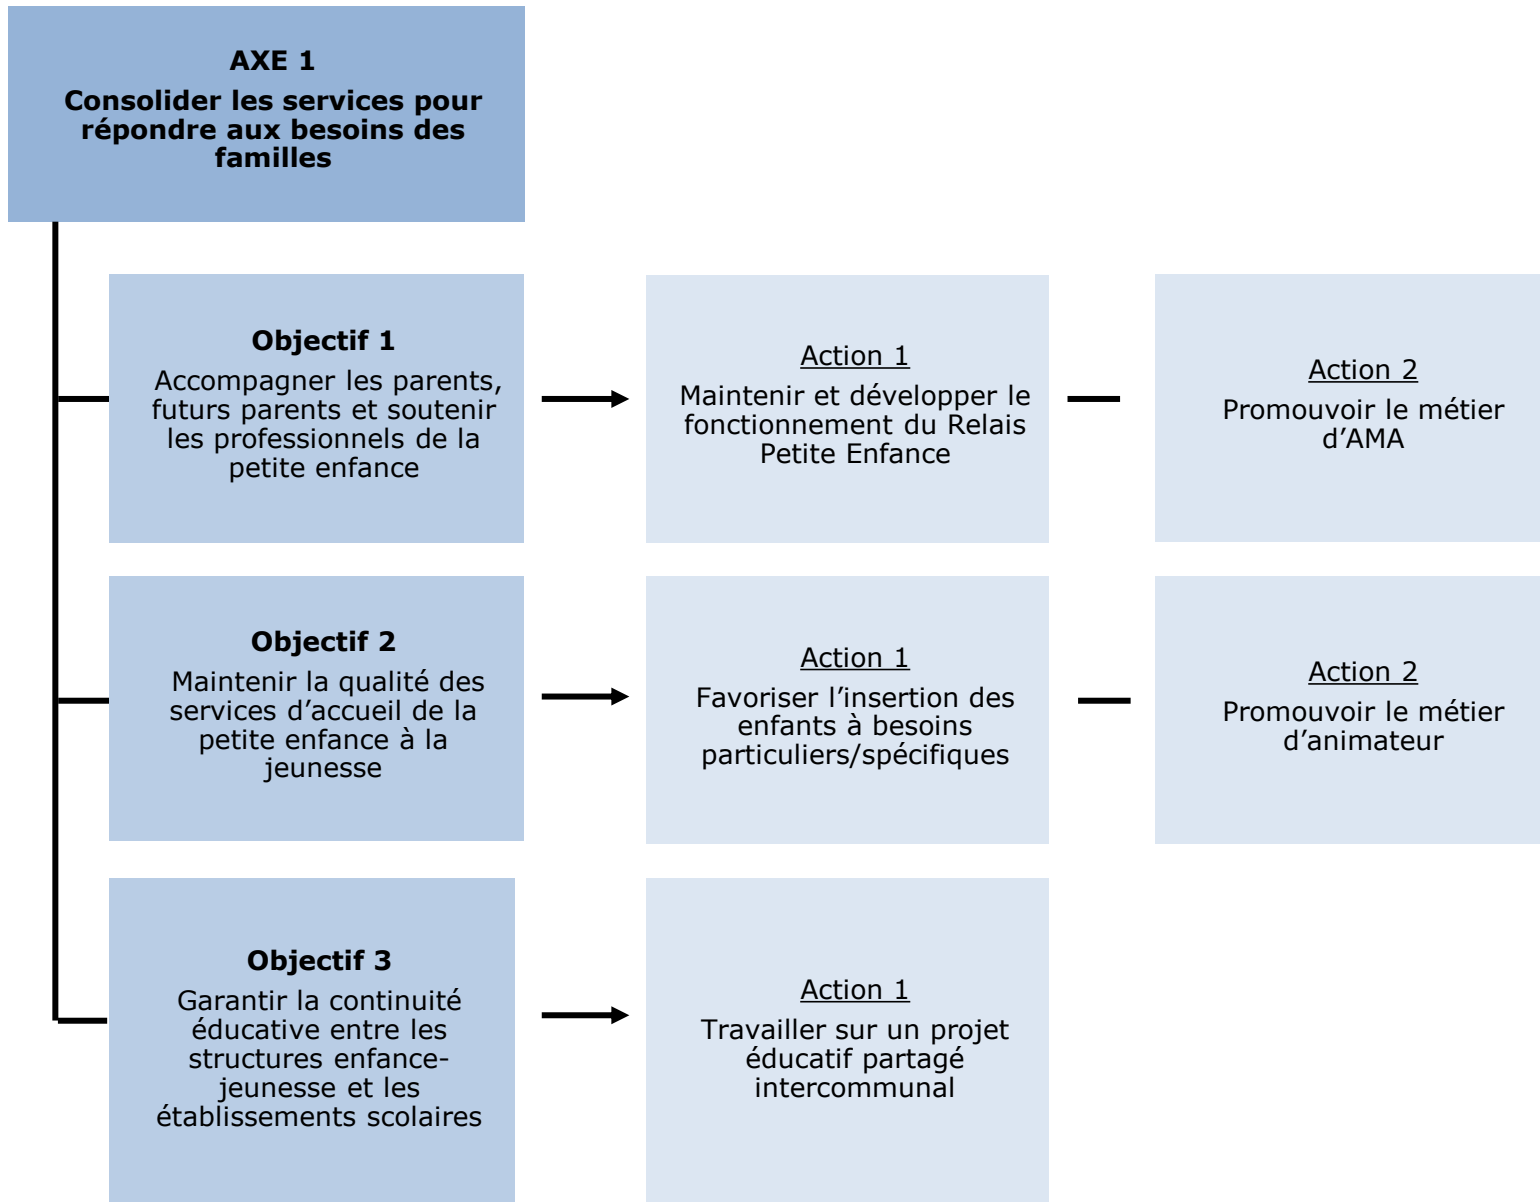 AXE 1
Consolider les services pour
répondre aux besoins des
familles
Objectif 1
Accompagner les parents,
futurs parents et soutenir
les professionnels de la
petite enfance
Action 1
Maintenir et développer le
fonctionnement du Relais
Petite Enfance
Action 2
Promouvoir le métier
d’AMA
Objectif 2
Maintenir la qualité des
services d’accueil de la
petite enfance à la
jeunesse
Action 1
Favoriser l’insertion des
enfants à besoins
particuliers/spécifiques
Action 2
Promouvoir le métier
d’animateur
Objectif 3
Garantir la continuité
éducative entre les
structures enfance-
jeunesse et les
établissements scolaires
Action 1
Travailler sur un projet
éducatif partagé
intercommunal